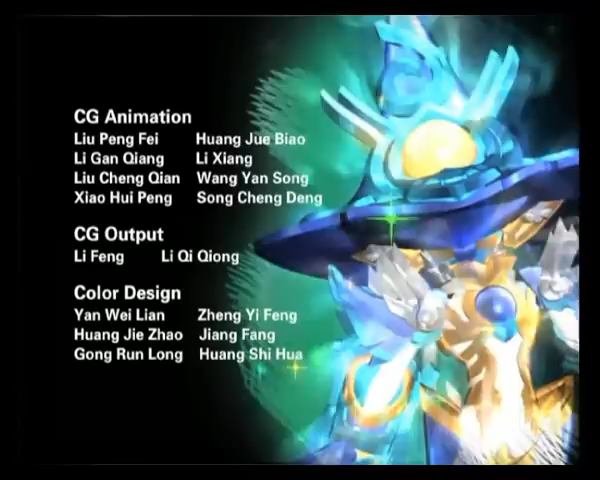 CG Animation
Liu Peng Fei Huang Jue Biao
Li Gan Qiang Li Xiang
Liu Cheng Qian Wang Yan Song
Xiao Hui Peng Song Cheng Deng
CG Output
Li Feng Li Qi Qiong
Color Design
Yan Wei Lian Zheng Yi Feng
Huang Jie Zhao Jiang Fang
Gong Run Long Huang Shi Hua